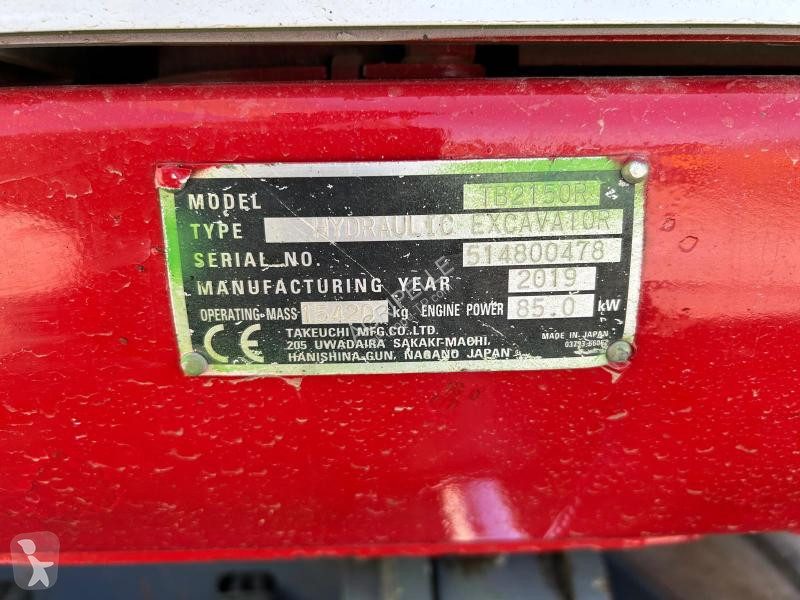 MODEL TB2150R
TYPE HYDRAULIC EXCAVATOR
SERIAL NO. 514800478
MANUFACTURING YEAR 2019
OPERATING MASS kg ENGINE POWER 85.0 kW
CE TAKEUCHI MFG.CO.,LTD. MADE IN JAPAN
205 UWADAIRA SAKAKI-MACHI,
HANISHINA-GUN, NAGANO JAPAN